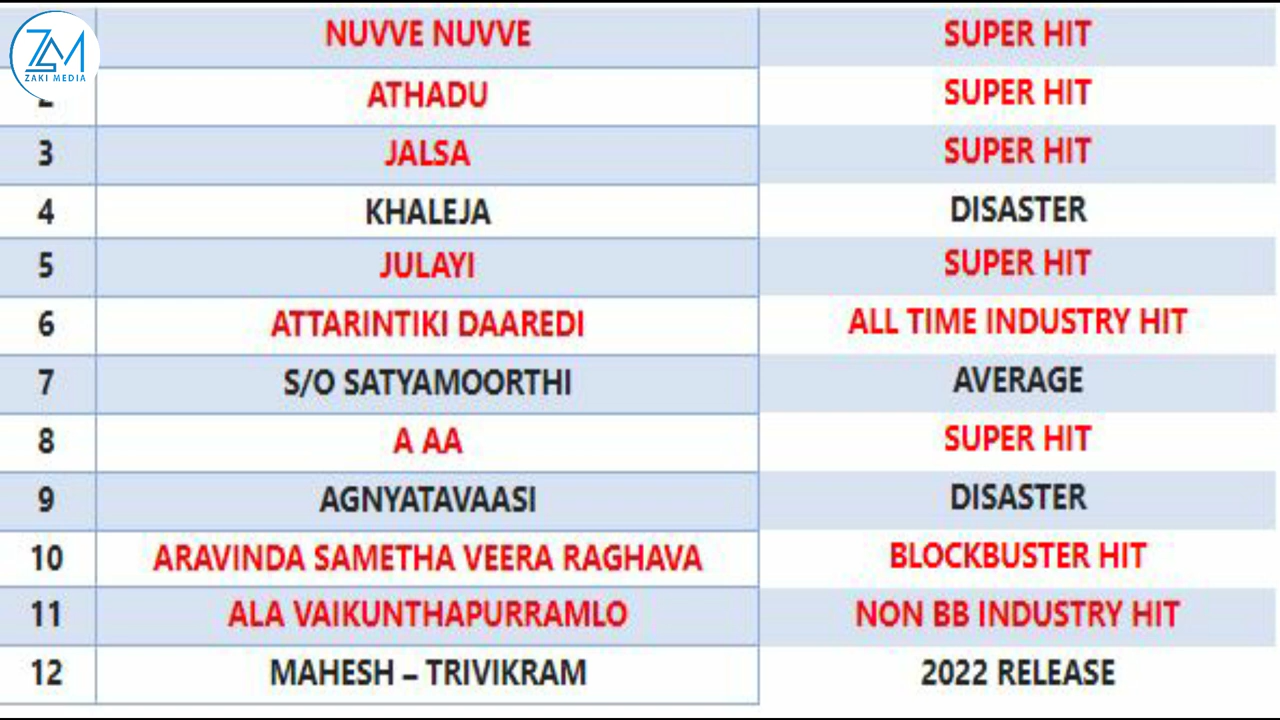 ZM
ZAKI MEDIA
NUVVE NUVVE SUPER HIT
2 ATHADU SUPER HIT
3 JALSA SUPER HIT
4 KHALEJA DISASTER
5 JULAYI SUPER HIT
6 ATTARINTIKI DAAREDI ALL TIME INDUSTRY HIT
7 S/O SATYAMOORTHI AVERAGE
8 A AA SUPER HIT
9 AGNYATAVAASI DISASTER
10 ARAVINDA SAMETHA VEERA RAGHAVA BLOCKBUSTER HIT
11 ALA VAIKUNTHAPURRAMLO NON BB INDUSTRY HIT
12 MAHESH – TRIVIKRAM 2022 RELEASE